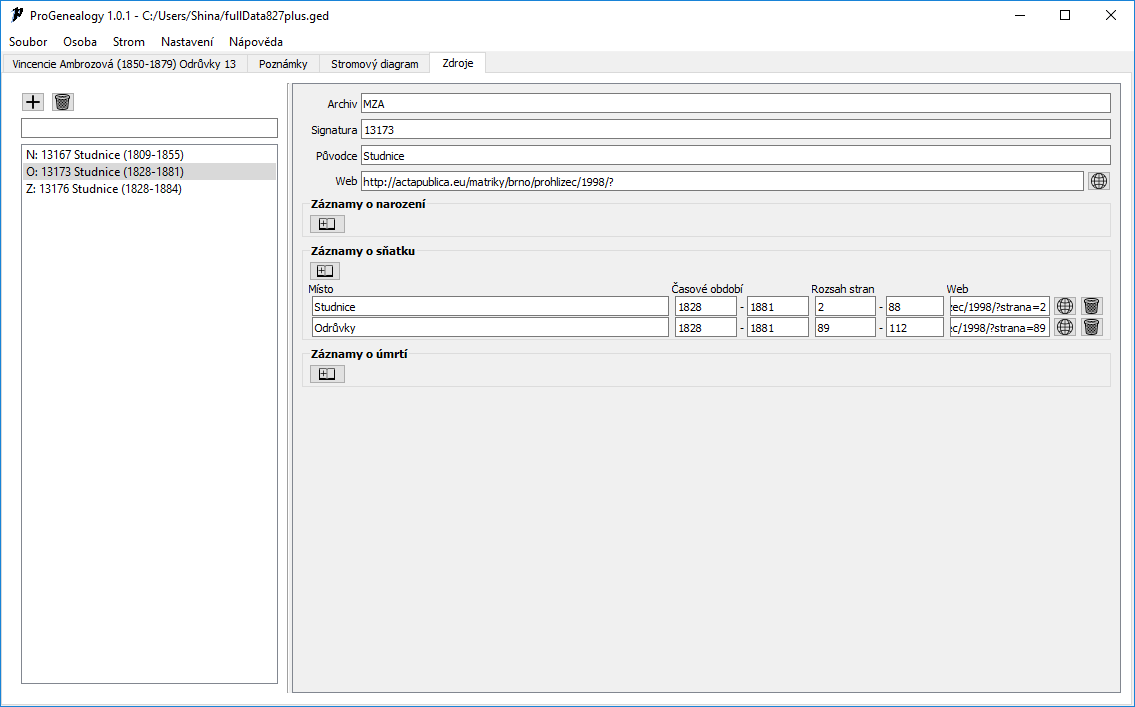 ProGenealogy 1.0.1 - C:/Users/Shina/fullData827plus.ged
Soubor Osoba Strom Nastavení Nápověda
Vincencie Ambrozová (1850-1879) Odrůvky 13 Poznámky Stromový diagram Zdroje
N: 13167 Studnice (1809-1855)
O: 13173 Studnice (1828-1881)
Z: 13176 Studnice (1828-1884)
Archiv MZA
Signatura 13173
Původce Studnice
Web http://actapublica.eu/matriky/brno/prohlizec/1998/?
Záznamy o narození
Záznamy o sňatku
Místo Časové období Rozsah stran Web
Studnice 1828 - 1881 2 - 88 zec/1998/?strana=2
Odrůvky 1828 - 1881 89 - 112 ec/1998/?strana=89
Záznamy o úmrtí